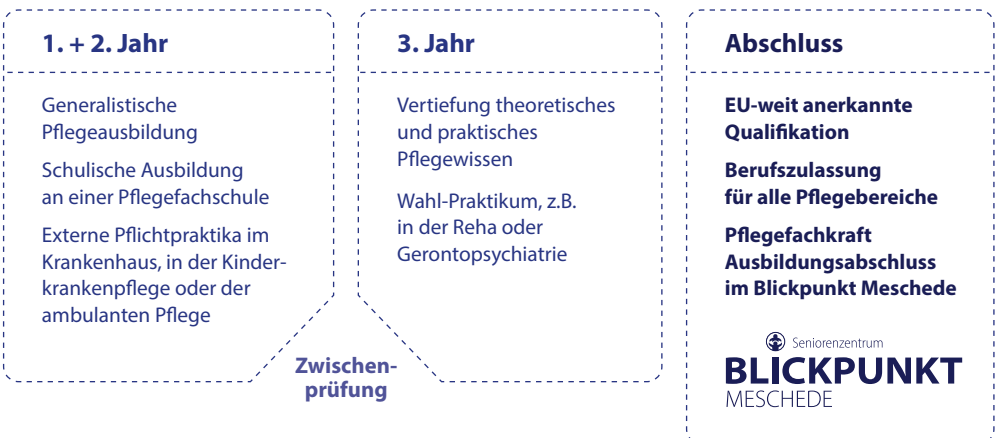 1. + 2. Jahr
Generalistische
Pflegeausbildung
Schulische Ausbildung
an einer Pflegefachschule
Externe Pflichtpraktika im
Krankenhaus, in der Kinder-
krankenpflege oder der
ambulanten Pflege
Zwischen-
prüfung
3. Jahr
Vertiefung theoretisches
und praktisches
Pflegewissen
Wahl-Praktikum, z.B.
in der Reha oder
Gerontopsychiatrie
Abschluss
EU-weit anerkannte
Qualifikation
Berufszulassung
für alle Pflegebereiche
Pflegefachkraft
Ausbildungsabschluss
im Blickpunkt Meschede
Seniorenzentrum
BLICKPUNKT
MESCHEDE